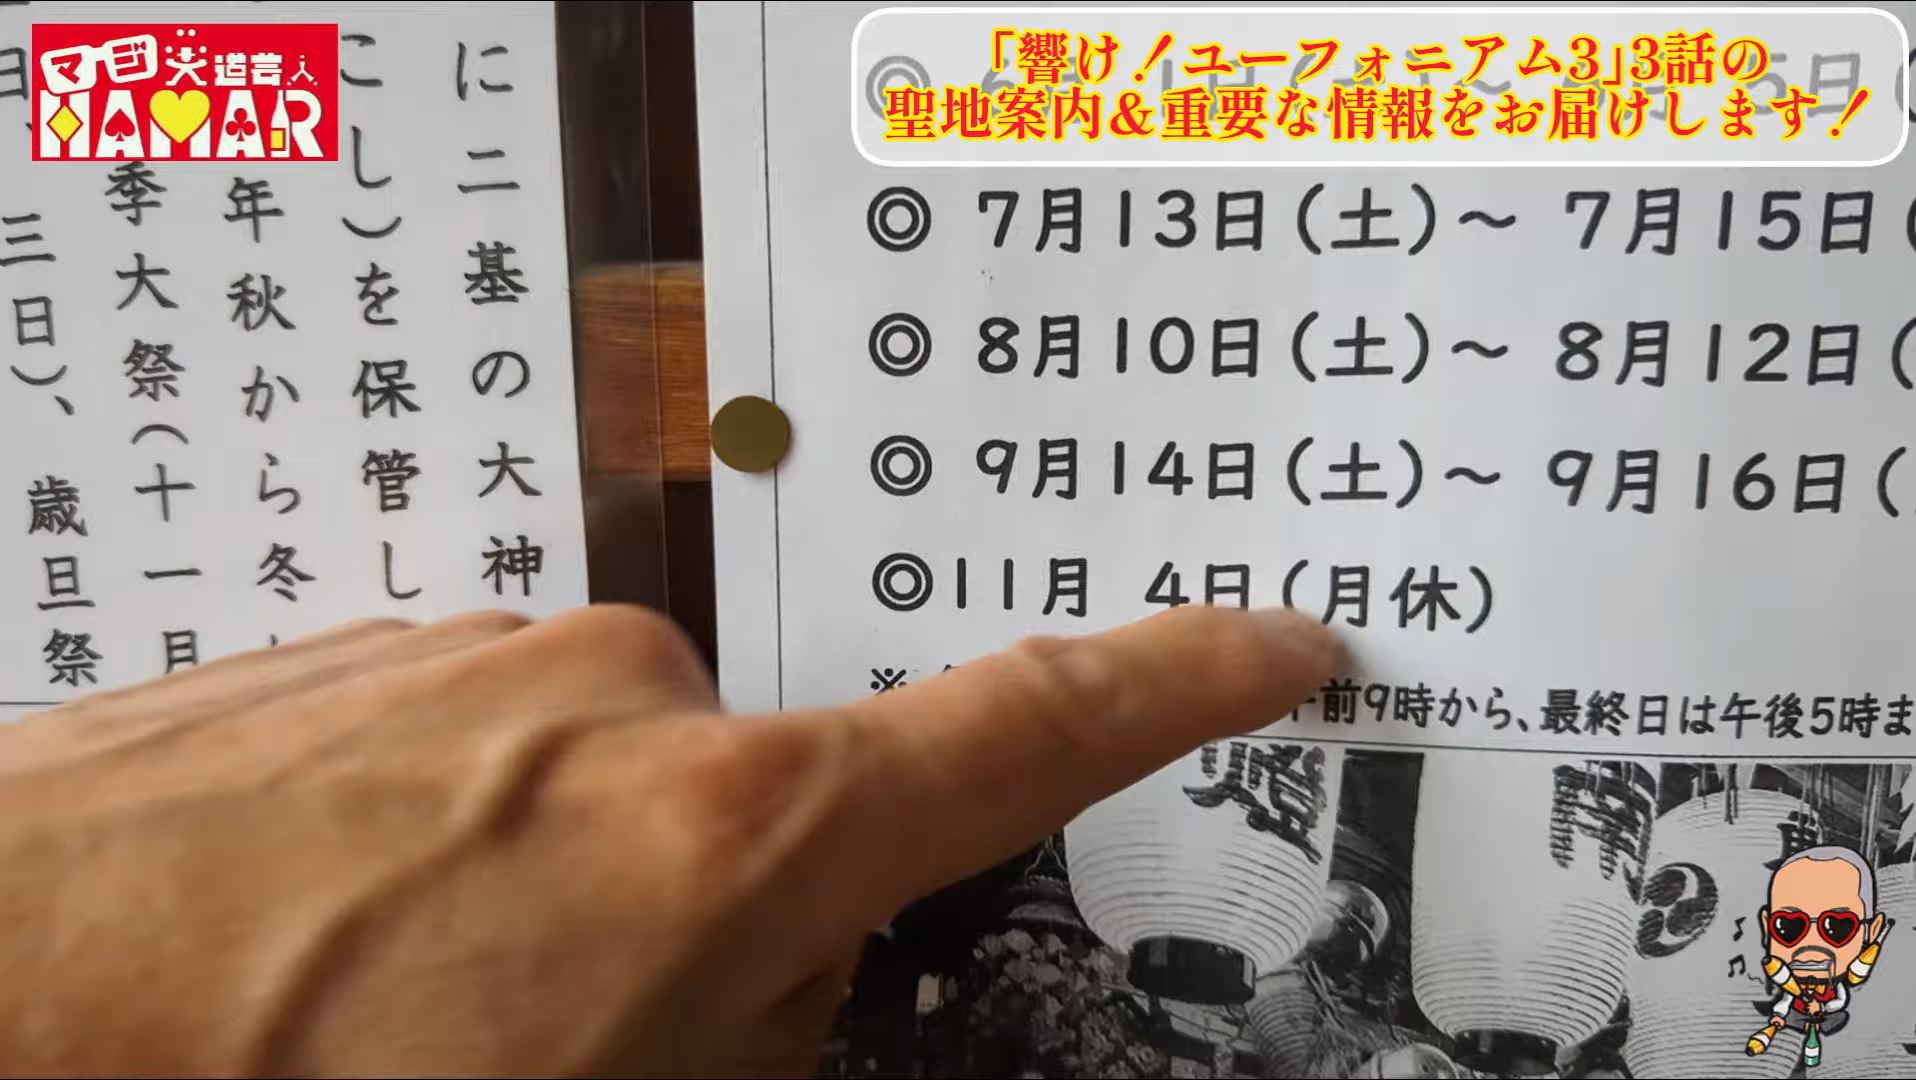 マジ大道芸人
HAMAR
「響け！ユーフォニアム3」3話の
聖地案内&重要な情報をお届けします！
◎ 7月13日(土)～ 7月15日(
◎ 8月10日(土)～ 8月12日(
◎ 9月14日(土)～ 9月16日(
◎11月 4日(月休)
※
前9時から、最終日は午後5時ま
に二基の大神
こし)を保管し
年秋から冬
季大祭(十一月
三日)、歳旦祭